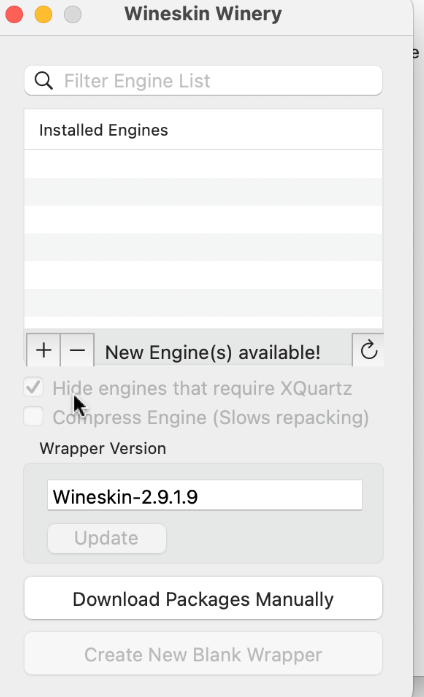 Wineskin Winery
e
Filter Engine List
Installed Engines
+ − New Engine(s) available!
Hide engines that require XQuartz
Compress Engine (Slows repacking)
Wrapper Version
Wineskin-2.9.1.9
Update
Download Packages Manually
Create New Blank Wrapper